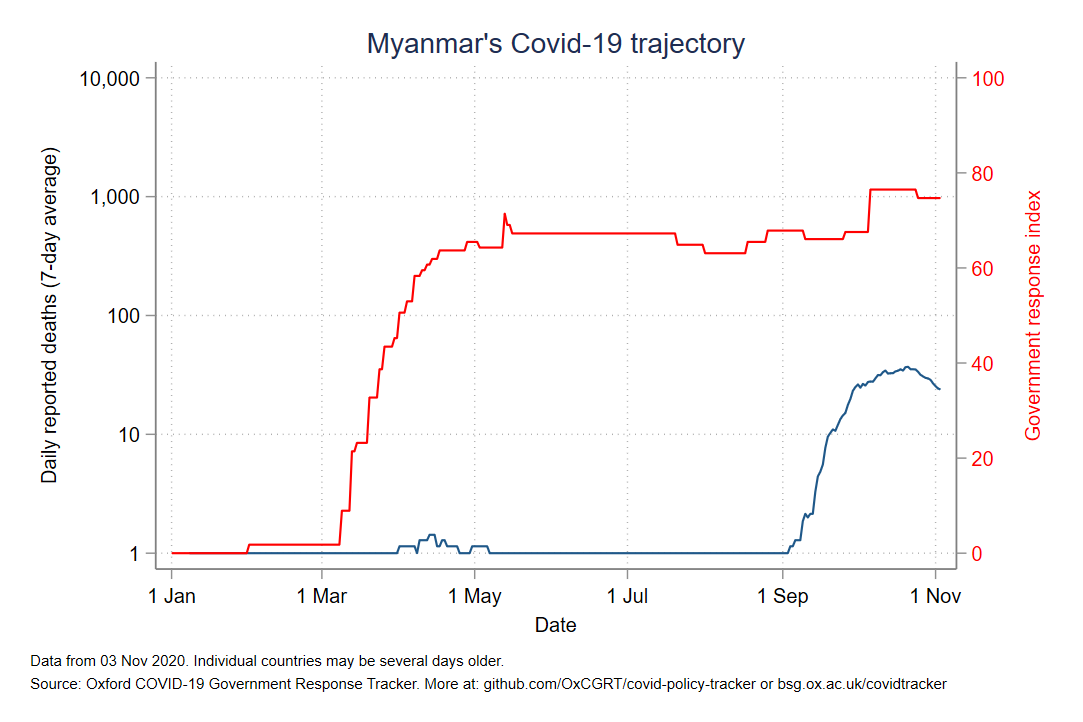 Myanmar's Covid-19 trajectory
Daily reported deaths (7-day average)
10,000
1,000
100
10
1
100
80
60
40
20
0
Government response index
1 Jan
1 Mar
1 May
1 Jul
1 Sep
1 Nov
Date
Data from 03 Nov 2020. Individual countries may be several days older.
Source: Oxford COVID-19 Government Response Tracker. More at: github.com/OxCGRT/covid-policy-tracker or bsg.ox.ac.uk/covidtracker